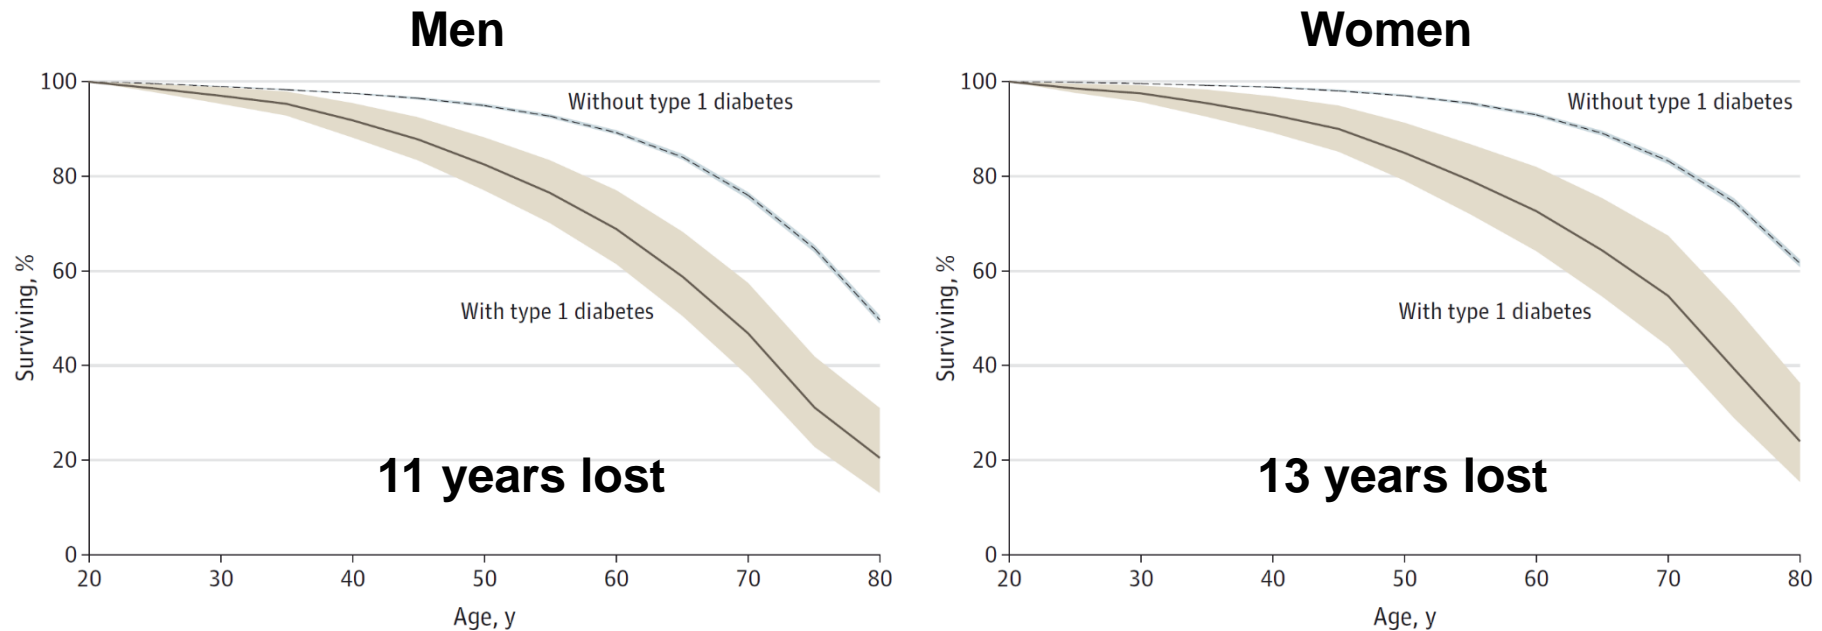 Men
100
80
60
40
20
0
Surviving, %
Without type 1 diabetes
With type 1 diabetes
11 years lost
20 30 40 50 60 70 80
Age, y
Women
100
80
60
40
20
0
Surviving, %
Without type 1 diabetes
With type 1 diabetes
13 years lost
20 30 40 50 60 70 80
Age, y